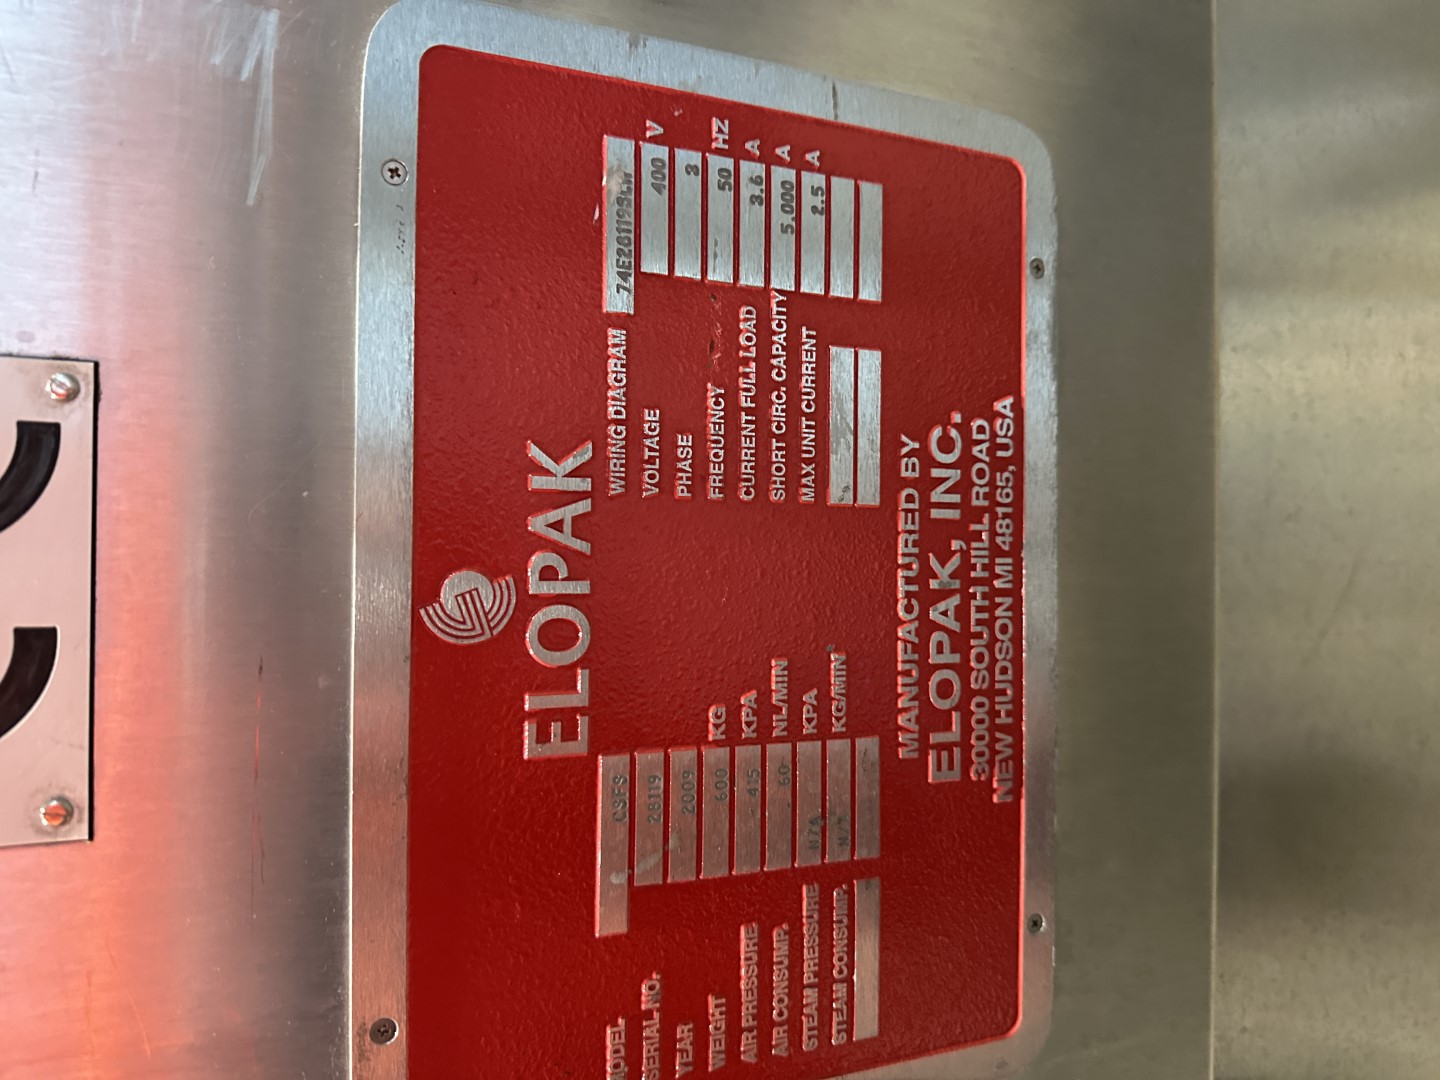 ELOPAK
MODEL CSFS
SERIAL NO. 28119
YEAR 2009
WEIGHT 600 KG
AIR PRESSURE 415 KPA
AIR CONSUMP. 60 NL/MIN
STEAM PRESSURE N/A KPA
STEAM CONSUMP. KG/MIN
WIRING DIAGRAM
VOLTAGE 400 V
PHASE 3
FREQUENCY 50 HZ
CURRENT FULL LOAD 3.6 A
SHORT CIRC. CAPACITY 5.000 A
MAX UNIT CURRENT 2.5 A
MANUFACTURED BY
ELOPAK, INC.
30000 SOUTH HILL ROAD
NEW HUDSON MI 48165, USA